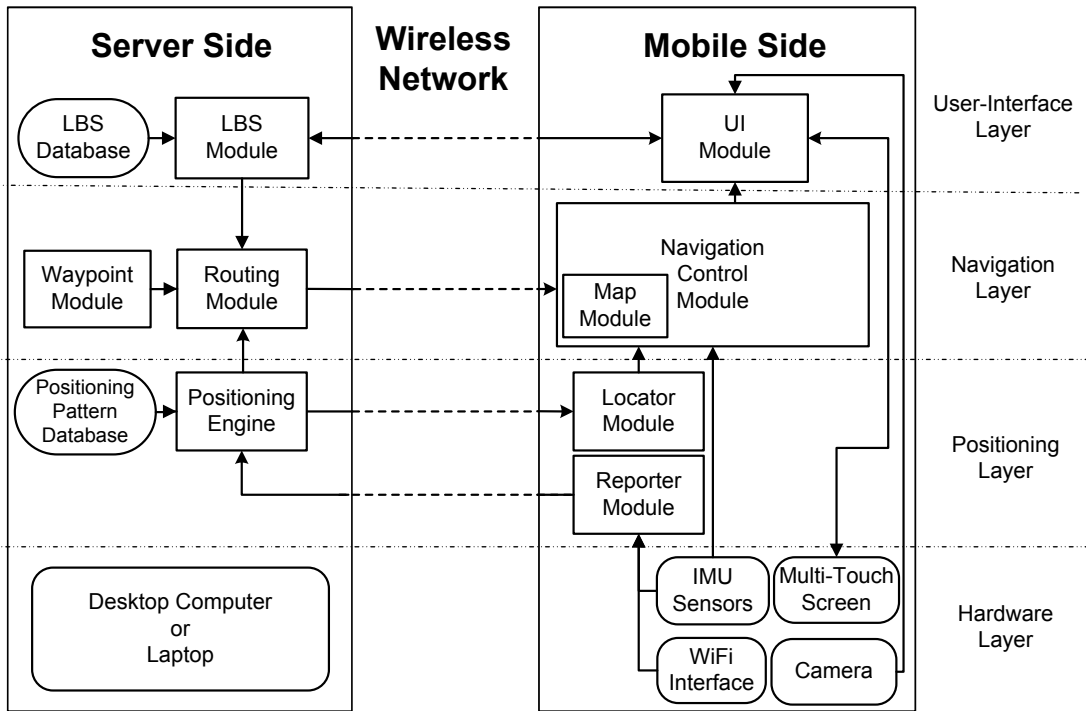 Server Side
Wireless
Network
Mobile Side
LBS
Database
LBS
Module
UI
Module
User-Interface
Layer
Waypoint
Module
Routing
Module
Navigation
Control
Module
Map
Module
Navigation
Layer
Positioning
Pattern
Database
Positioning
Engine
Locator
Module
Reporter
Module
Positioning
Layer
Desktop Computer
or
Laptop
IMU
Sensors
Multi-Touch
Screen
WiFi
Interface
Camera
Hardware
Layer